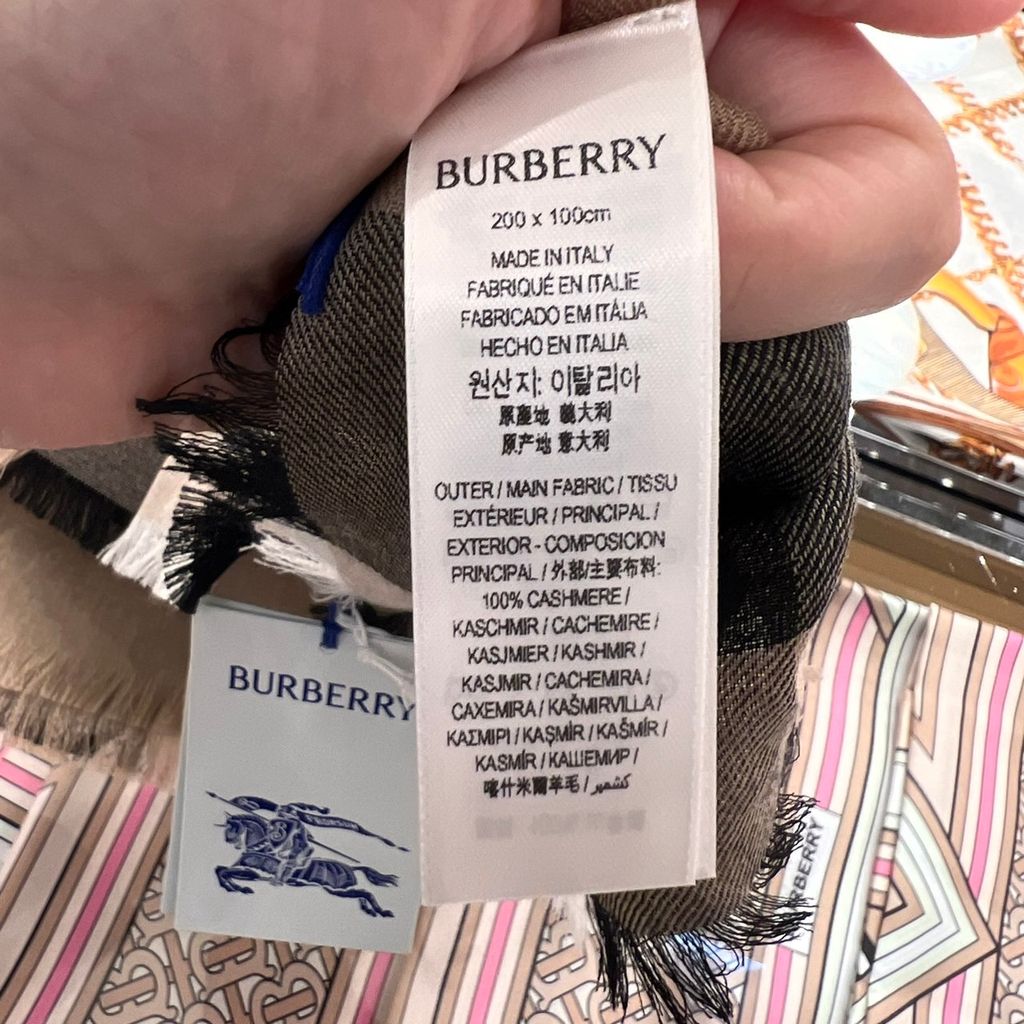 BURBERRY
200 x 100cm
MADE IN ITALY
FABRIQUÉ EN ITALIE
FABRICADO EM ITÁLIA
HECHO EN ITALIA
원산지: 이탈리아
原產地 義大利
原产地 意大利
OUTER / MAIN FABRIC / TISSU
EXTÉRIEUR / PRINCIPAL /
EXTERIOR - COMPOSICION
PRINCIPAL / 外部/主要布料:
100% CASHMERE /
KASCHMIR / CACHEMIRE /
KASJMIER / KASHMIR /
KASJMIR / CACHEMIRA /
CAXEMIRA / KAŠMIRVILLA /
ΚΑΣΜΙΡΙ / KAŞMİR / KAŠMÍR /
KASMÍR / КАШЕМИР /
喀什米爾羊毛 / كشمير
BURBERRY
PRORSUM
BURBERRY